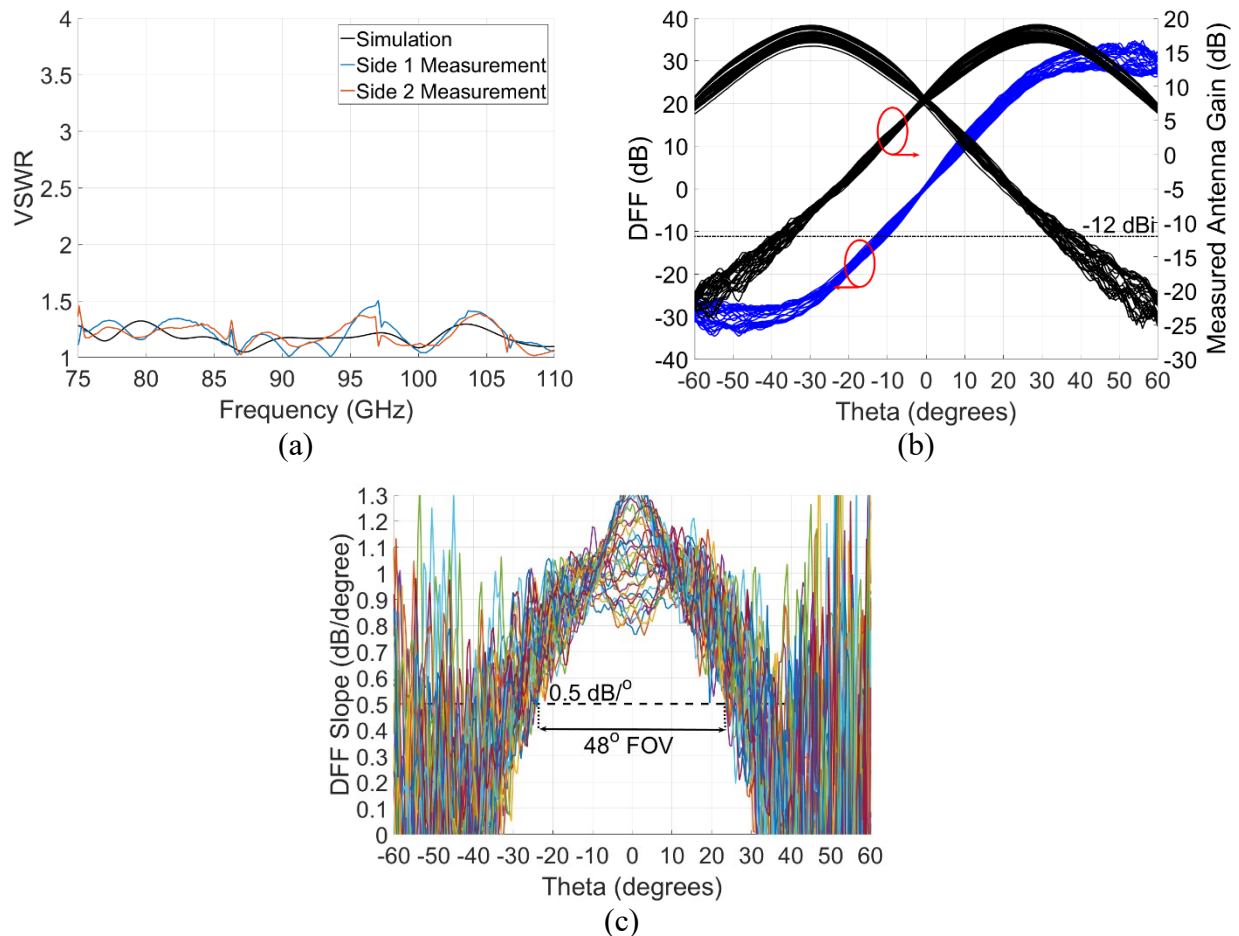 4
3.5
3
2.5
2
1.5
1
VSWR
Simulation
Side 1 Measurement
Side 2 Measurement
75 80 85 90 95 100 105 110
Frequency (GHz)
(a)
40
30
20
10
0
-10
-20
-30
-40
DFF (dB)
20
15
10
5
0
-5
-10
-15
-20
-25
-30
Measured Antenna Gain (dB)
-12 dBi
-60 -50 -40 -30 -20 -10 0 10 20 30 40 50 60
Theta (degrees)
(b)
1.3
1.2
1.1
1
0.9
0.8
0.7
0.6
0.5
0.4
0.3
0.2
0.1
0
DFF Slope (dB/degree)
0.5 dB/°
48° FOV
-60 -50 -40 -30 -20 -10 0 10 20 30 40 50 60
Theta (degrees)
(c)